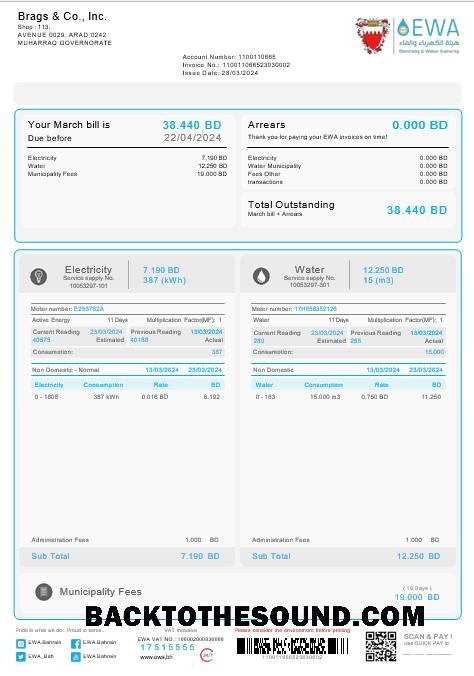 Brags & Co., Inc.
Shop : 113,
AVENUE 0029, ARAD 0242
MUHARRAQ GOVERNORATE
EWA
هيئة الكهرباء والماء
Electricity & Water Authority
Account Number: 1100110665
Invoice No.: 110011066523030002
Issue Date: 28/03/2024
Your March bill is 38.440 BD
Due before 22/04/2024
Electricity 7.190 BD
Water 12.250 BD
Municipality Fees 19.000 BD
Arrears 0.000 BD
Thank you for paying your EWA invoices on time!
Electricity 0.000 BD
Water Municipality 0.000 BD
Fees Other 0.000 BD
transactions 0.000 BD
Total Outstanding 38.440 BD
March bill + Arrears
Electricity 7.190 BD
Service supply No. 387 (kWh)
10053297-101
Meter number: E253762A
Active Energy 11 Days Multiplication Factor(MF): 1
Current Reading 23/03/2024 Previous Reading 13/03/2024
40575 Estimated 40188 Actual
Consumotion: 387
Non Domestic - Normal 13/03/2024 23/03/2024
Electricity Consumption Rate BD
0 - 1808 387 kWh 0.016 BD 6.192
Administration Fees 1.000 BD
Sub Total 7.190 BD
Water 12.250 BD
Service supply No. 15 (m3)
10053297-301
Meter number: 17H058352126
Water 11 Days Multiplication Factor(MF): 1
Current Reading 23/03/2024 Previous Reading 13/03/2024
280 Estimated 265 Actual
Consumotion: 15.000
Non Domestic 13/03/2024 23/03/2024
Water Consumption Rate BD
0 - 163 15.000 m3 0.750 BD 11.250
Administration Fees 1.000 BD
Sub Total 12.250 BD
Municipality Fees
( 19 Days )
19.000 BD
BACKTOTHESOUND.COM
Pride in what we do.. Proud to serve..
EWA.Bahrain EWA.Bahrain
EWA_Bah EWA.Bahrain
VAT Inclusive
17515555
www.ewa.bh
24/7
Please consider the environment before printing
SCAN & PAY !
Use QUICK PAY to